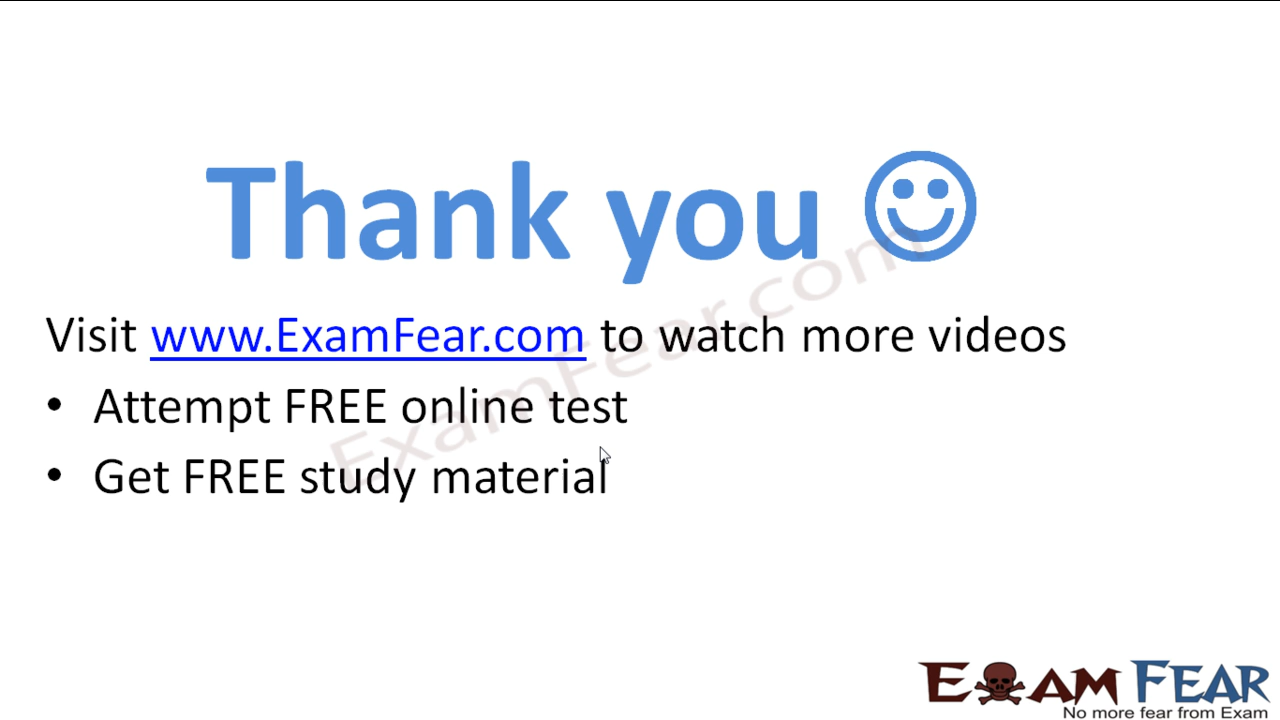 Thank you
Visit www.ExamFear.com to watch more videos
• Attempt FREE online test
• Get FREE study material
ExamFear.com
EXAM FEAR
No more fear from Exam